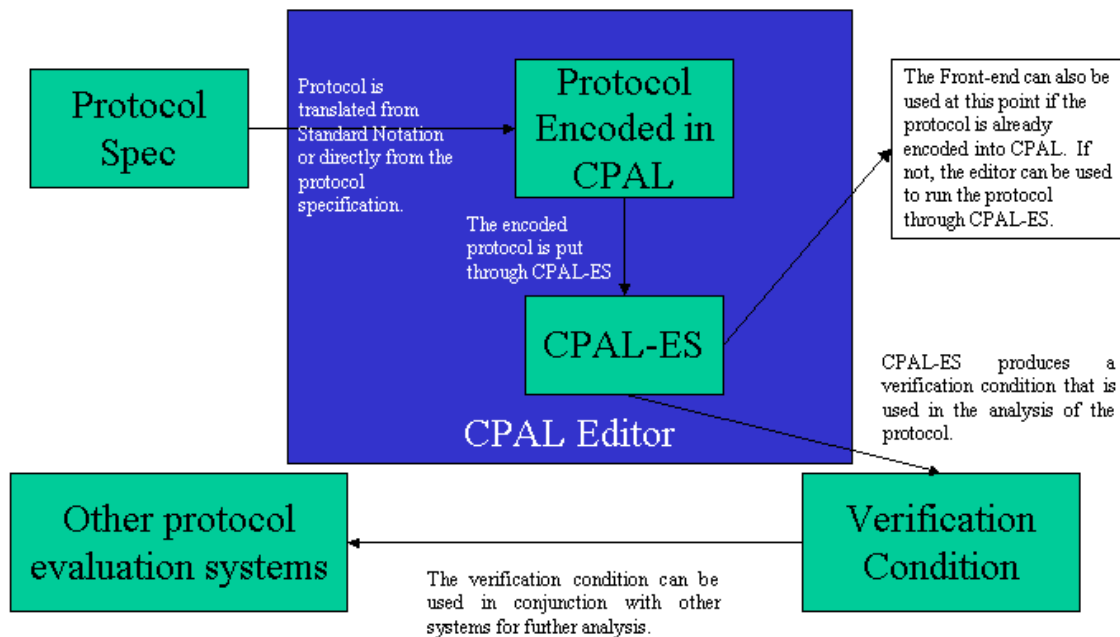 Protocol
Spec
Protocol is
translated from
Standard Notation
or directly from the
protocol
specification.
Protocol
Encoded in
CPAL
The Front-end can also be
used at this point if the
protocol is already
encoded into CPAL.  If
not, the editor can be used
to run the protocol
through CPAL-ES.
The encoded
protocol is put
through CPAL-ES
CPAL-ES
CPAL Editor
CPAL-ES produces a
verification condition that is
used in the analysis of the
protocol.
Other protocol
evaluation systems
Verification
Condition
The verification condition can be
used in conjunction with other
systems for further analysis.